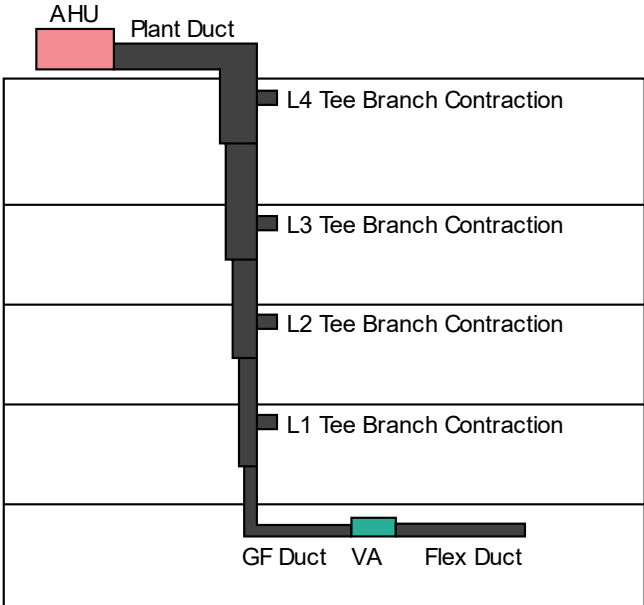 AHU
Plant Duct
L4 Tee Branch Contraction
L3 Tee Branch Contraction
L2 Tee Branch Contraction
L1 Tee Branch Contraction
GF Duct VA Flex Duct